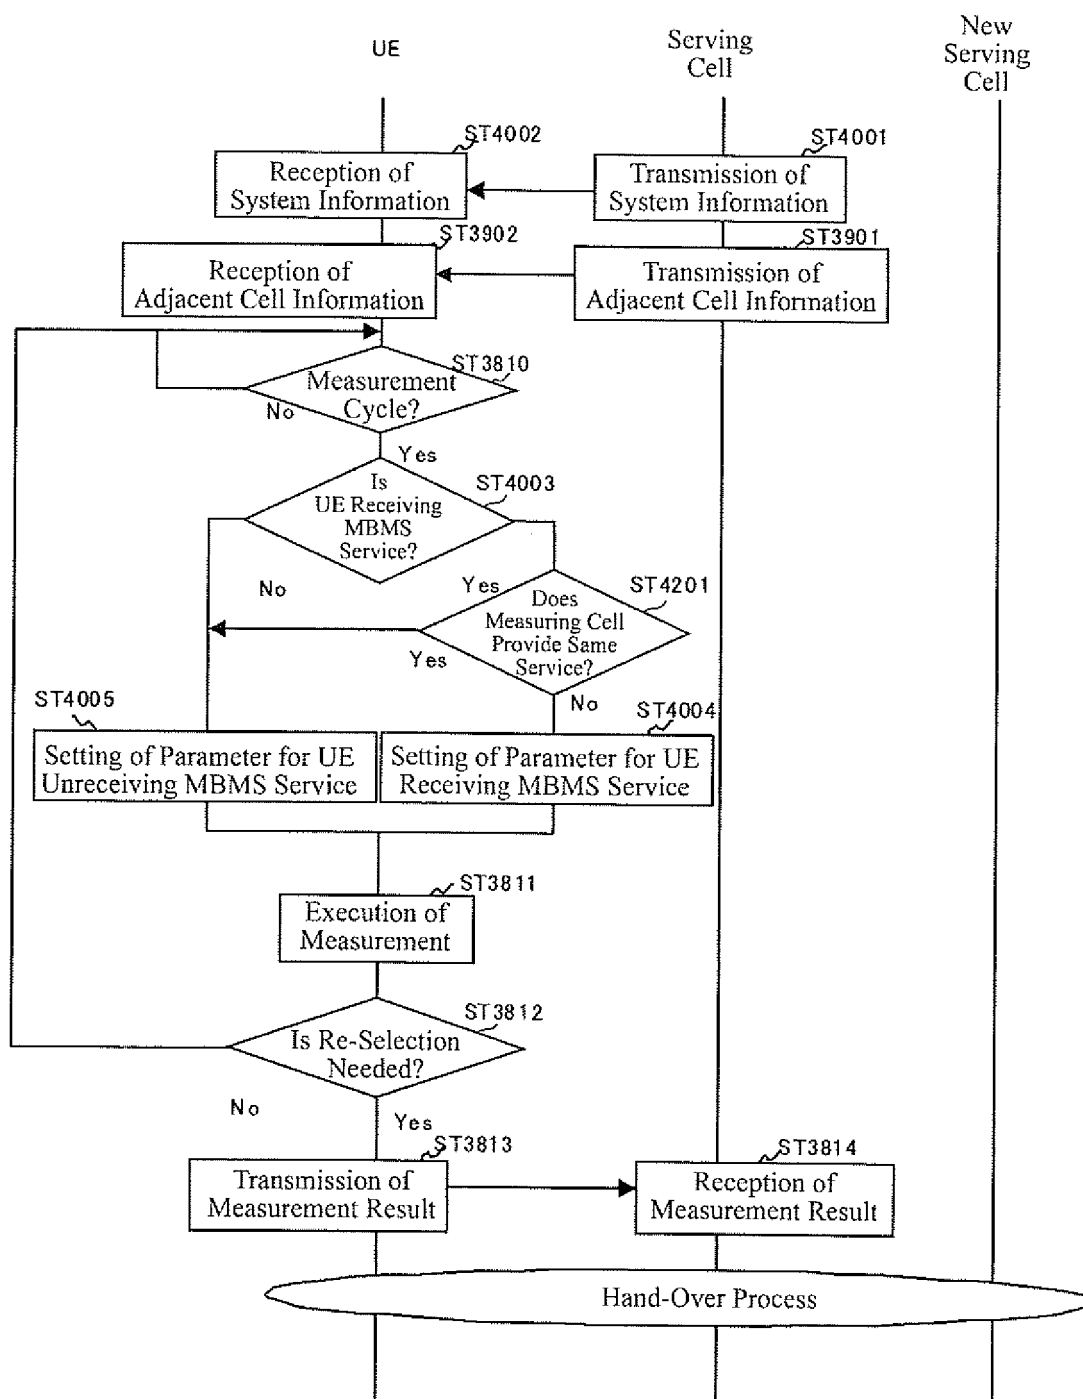 UE
Serving
Cell
New
Serving
Cell
ST4002
ST4001
Reception of
System Information
Transmission of
System Information
ST3902
ST3901
Reception of
Adjacent Cell Information
Transmission of
Adjacent Cell Information
ST3810
Measurement
Cycle?
No
Yes
Is
UE Receiving
MBMS
Service?
ST4003
No
Yes
ST4201
Does
Measuring Cell
Provide Same
Service?
Yes
No
ST4005
ST4004
Setting of Parameter for UE
Unreceiving MBMS Service
Setting of Parameter for UE
Receiving MBMS Service
ST3811
Execution of
Measurement
ST3812
Is Re-Selection
Needed?
No
Yes
ST3813
ST3814
Transmission of
Measurement Result
Reception of
Measurement Result
Hand-Over Process